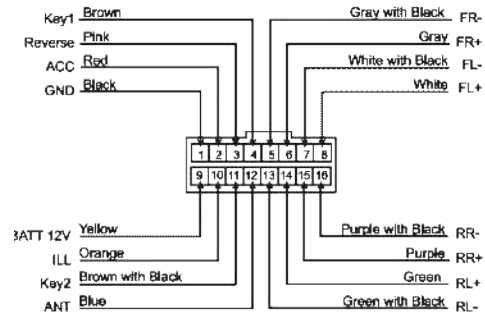 Key1 Brown Gray with Black FR-
Reverse Pink Gray FR+
ACC Red White with Black FL-
GND Black White FL+
1 2 3 4 5 6 7 8
9 10 11 12 13 14 15 16
BATT 12V Yellow Purple with Black RR-
ILL Orange Purple RR+
Key2 Brown with Black Green RL+
ANT Blue Green with Black RL-